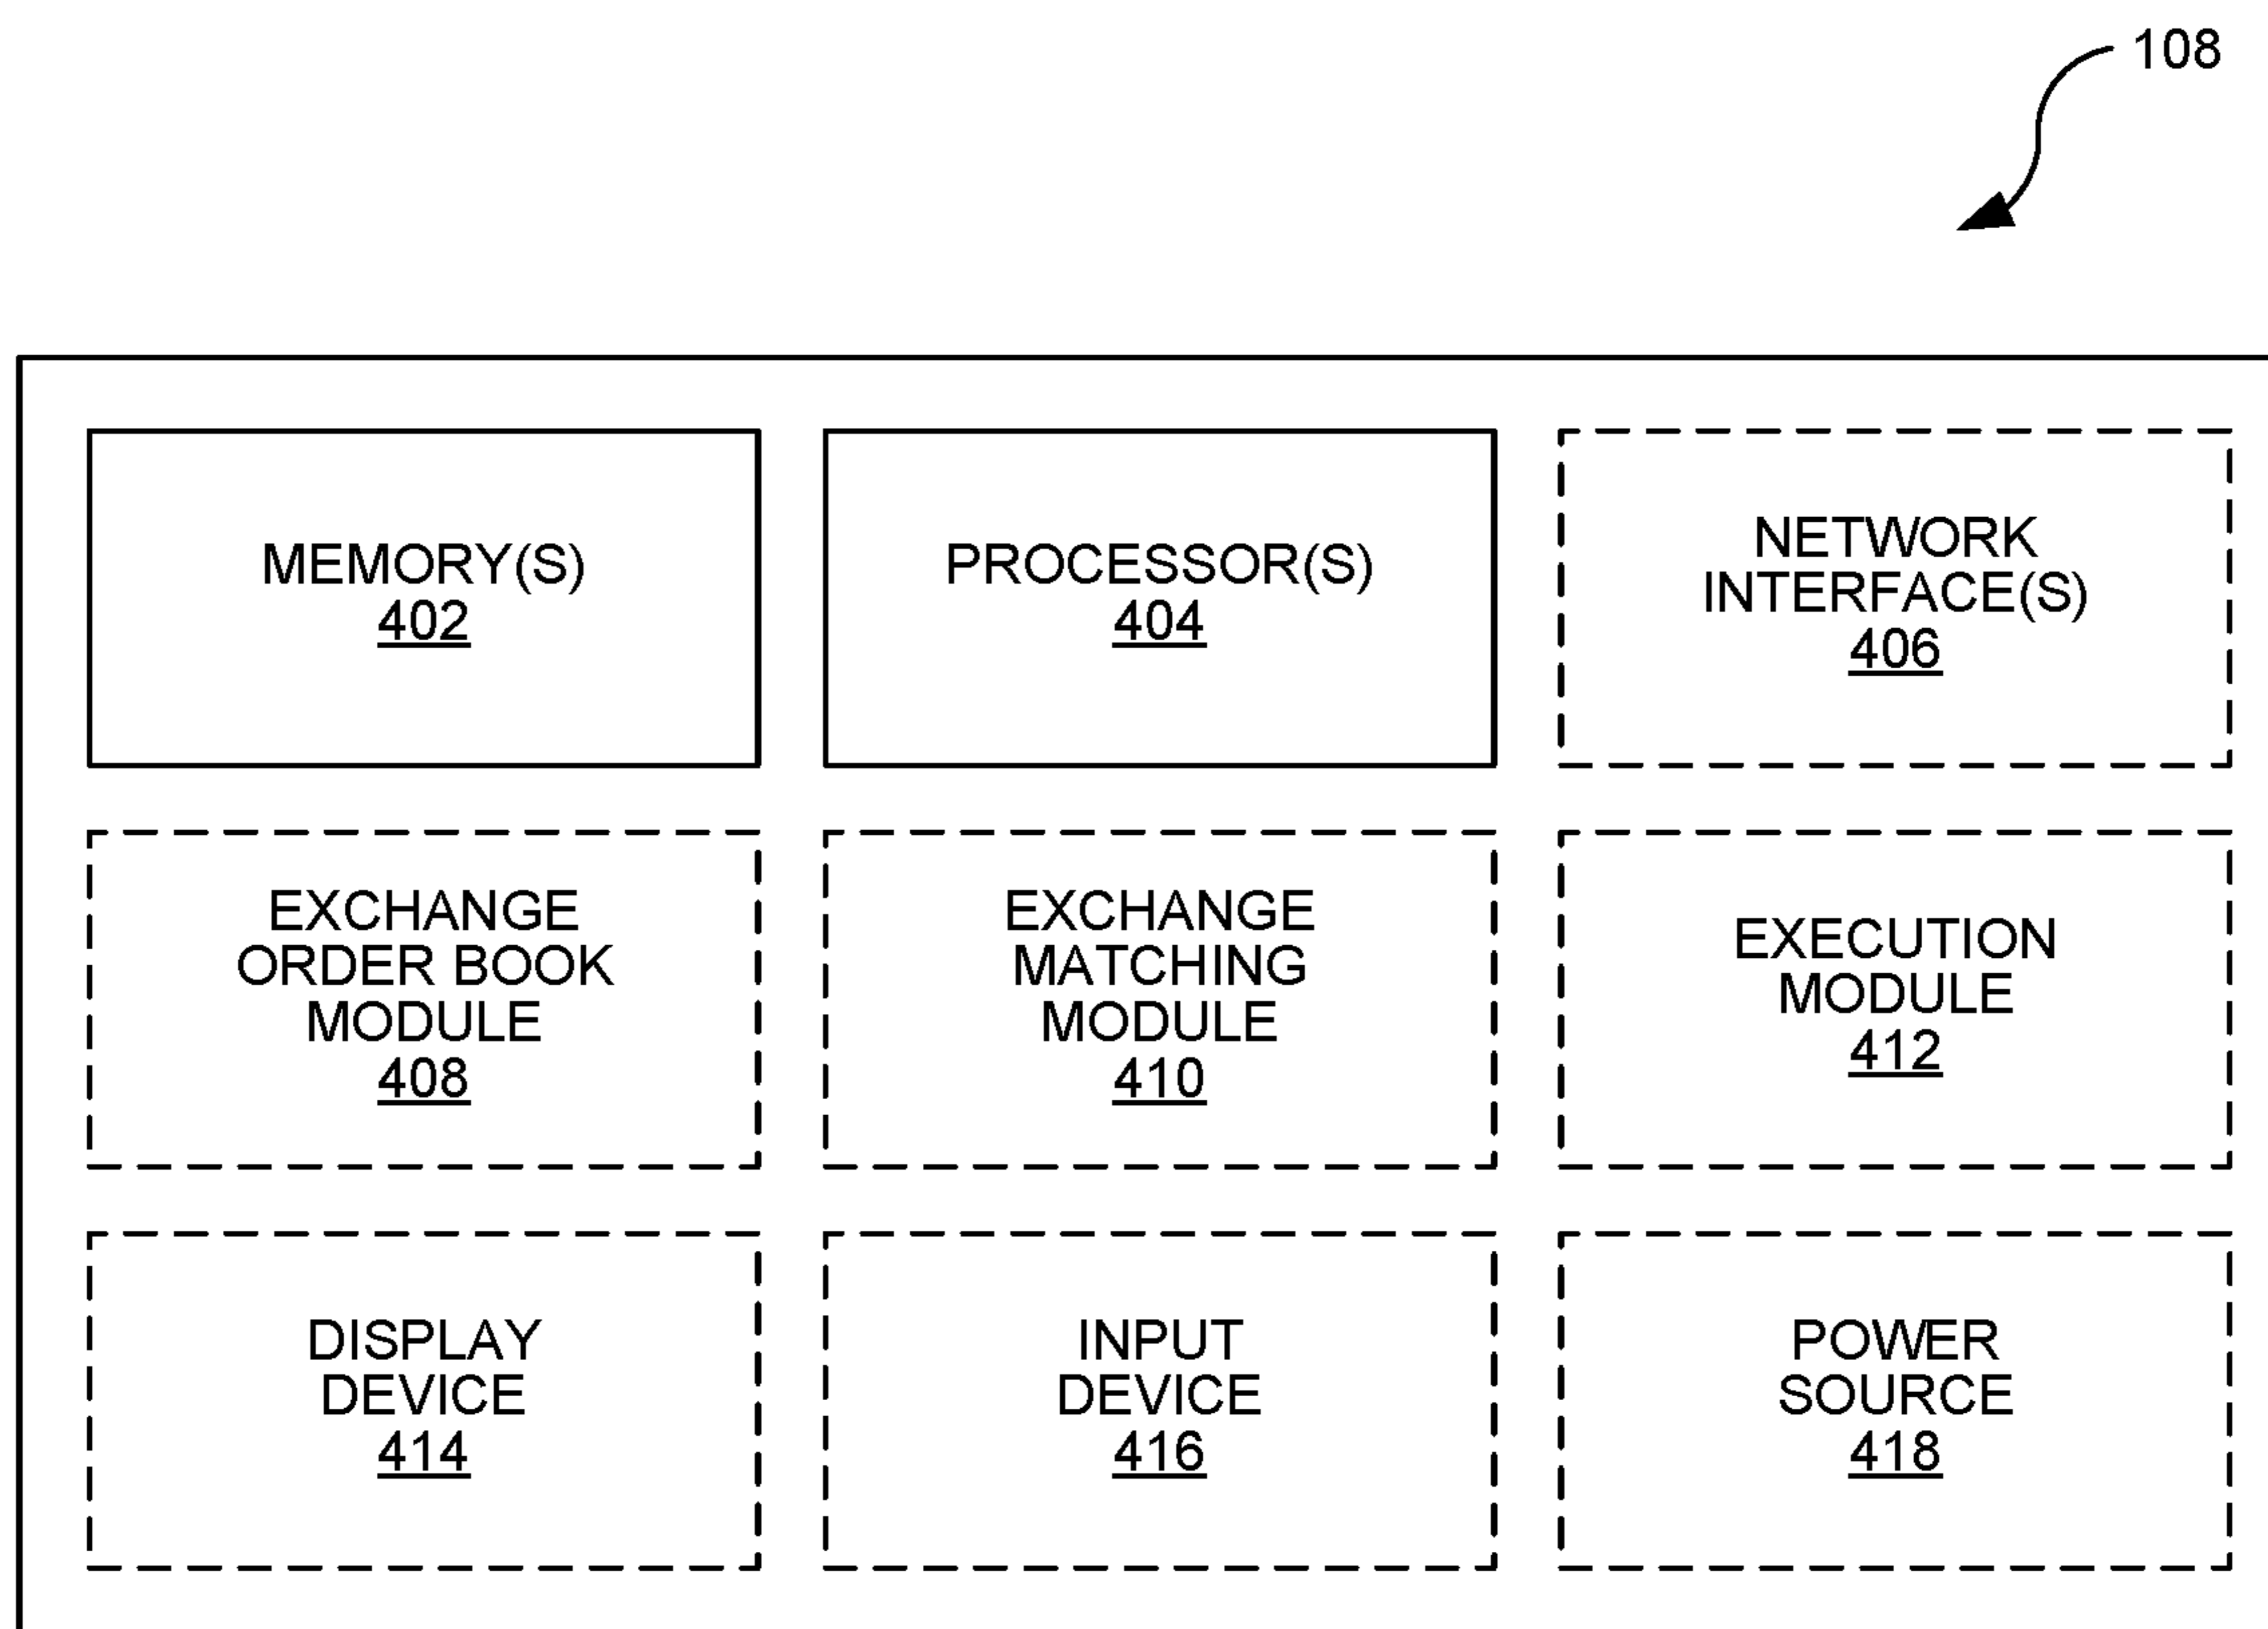 108
MEMORY(S)
402
PROCESSOR(S)
404
NETWORK
INTERFACE(S)
406
EXCHANGE
ORDER BOOK
MODULE
408
EXCHANGE
MATCHING
MODULE
410
EXECUTION
MODULE
412
DISPLAY
DEVICE
414
INPUT
DEVICE
416
POWER
SOURCE
418